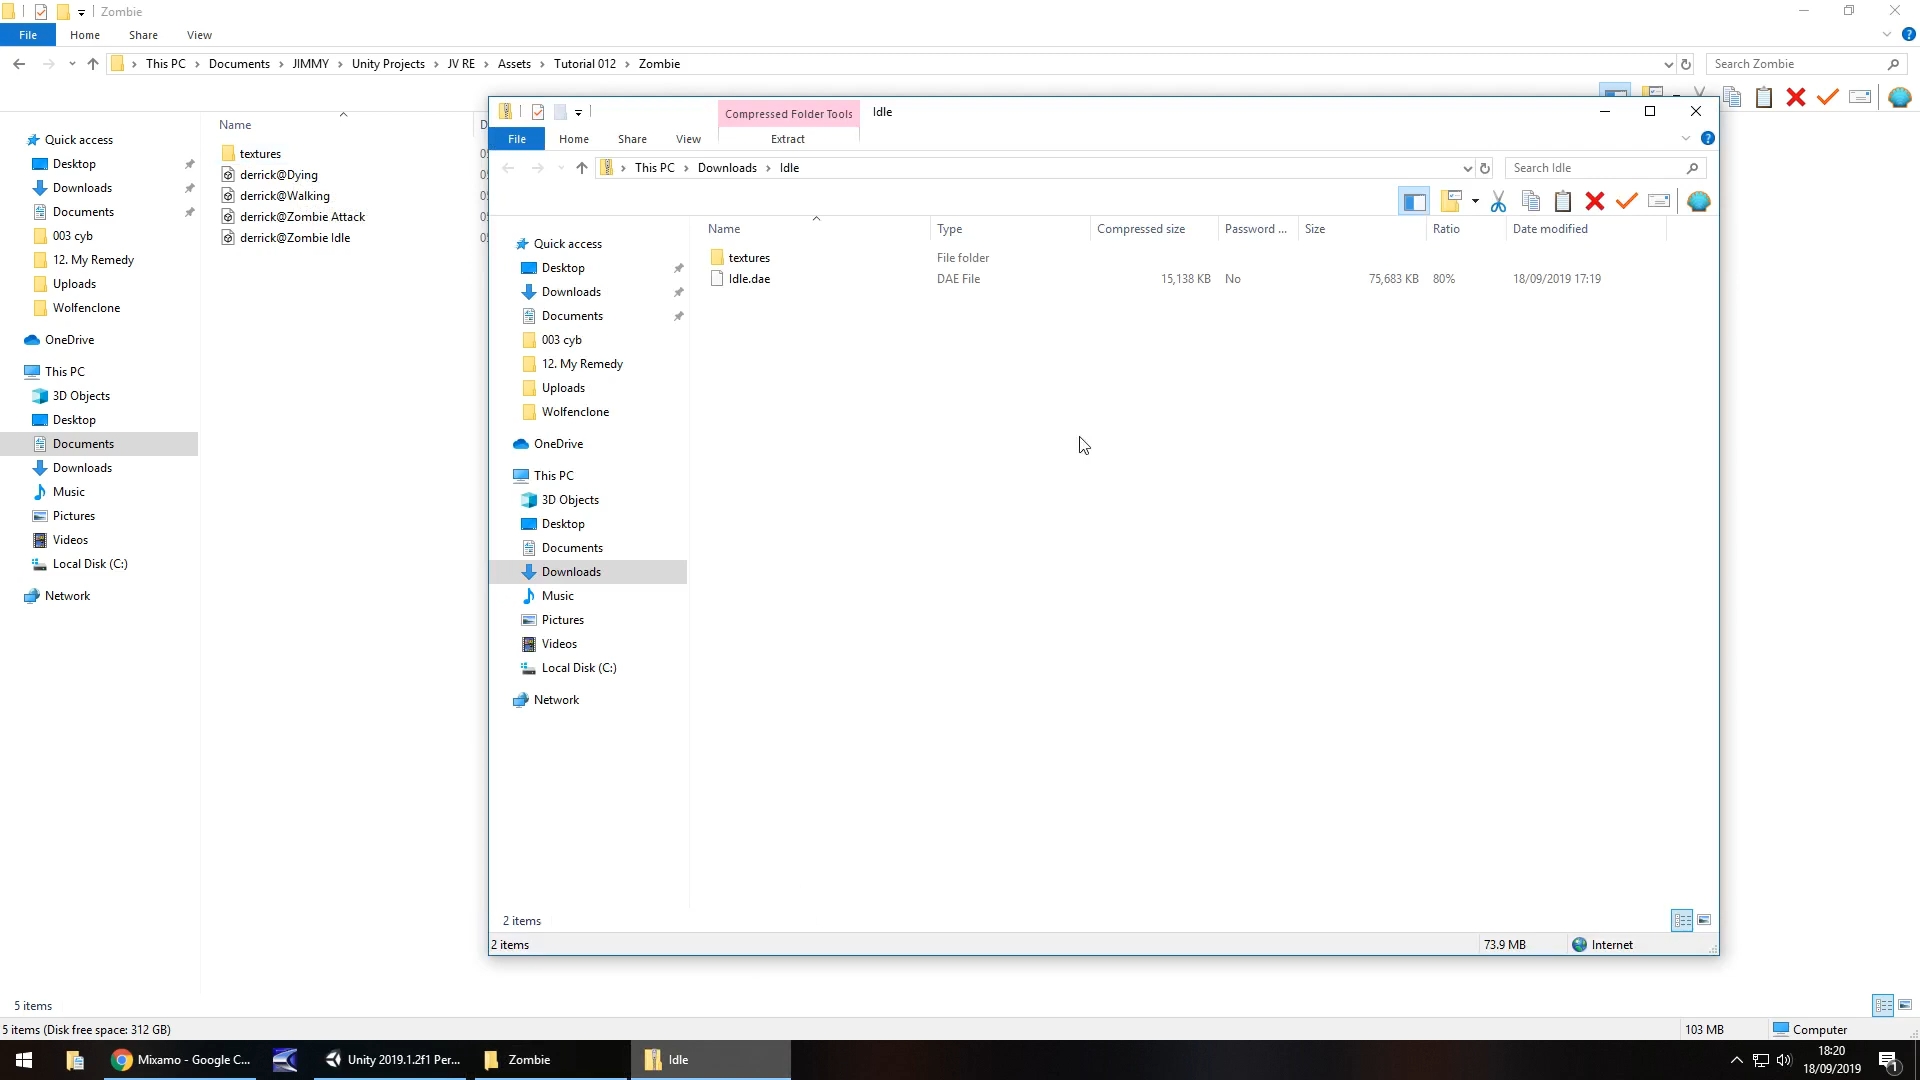 Zombie
File Home Share View
This PC Documents JIMMY Unity Projects JV RE Assets Tutorial 012 Zombie
Search Zombie
Name
Quick access
Desktop
Downloads
Documents
003 cyb
12. My Remedy
Uploads
Wolfenclone
OneDrive
This PC
3D Objects
Desktop
Documents
Downloads
Music
Pictures
Videos
Local Disk (C:)
Network
textures
derrick@Dying
derrick@Walking
derrick@Zombie Attack
derrick@Zombie Idle
Compressed Folder Tools Idle
File Home Share View Extract
This PC Downloads Idle
Search Idle
Name Type Compressed size Password ... Size Ratio Date modified
textures File folder
Idle.dae DAE File 15,138 KB No 75,683 KB 80% 18/09/2019 17:19
Quick access
Desktop
Downloads
Documents
003 cyb
12. My Remedy
Uploads
Wolfenclone
OneDrive
This PC
3D Objects
Desktop
Documents
Downloads
Music
Pictures
Videos
Local Disk (C:)
Network
2 items
2 items 73.9 MB Internet
5 items
5 items (Disk free space: 312 GB) 103 MB Computer
Mixamo - Google C... Unity 2019.1.2f1 Per... Zombie Idle
18:20
18/09/2019
1